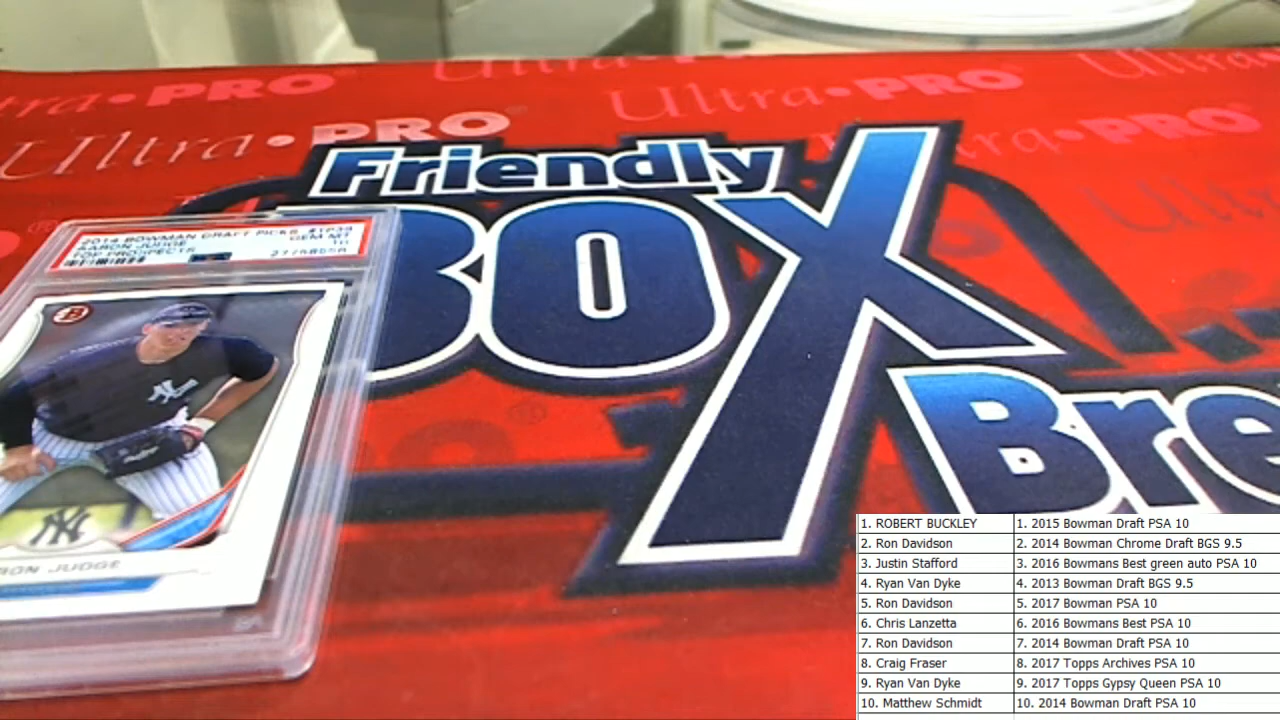 ltra•PRO
Ultra•PRO
Ultra•PRO
Ultra•PRO
Friendly
BOX
Bre
2014 BOWMAN DRAFT PICKS #TP39
AARON JUDGE
GEM MT
TOP PROSPECTS
10
B
NY
RON JUDGE
1. ROBERT BUCKLEY 1. 2015 Bowman Draft PSA 10
2. Ron Davidson 2. 2014 Bowman Chrome Draft BGS 9.5
3. Justin Stafford 3. 2016 Bowmans Best green auto PSA 10
4. Ryan Van Dyke 4. 2013 Bowman Draft BGS 9.5
5. Ron Davidson 5. 2017 Bowman PSA 10
6. Chris Lanzetta 6. 2016 Bowmans Best PSA 10
7. Ron Davidson 7. 2014 Bowman Draft PSA 10
8. Craig Fraser 8. 2017 Topps Archives PSA 10
9. Ryan Van Dyke 9. 2017 Topps Gypsy Queen PSA 10
10. Matthew Schmidt 10. 2014 Bowman Draft PSA 10